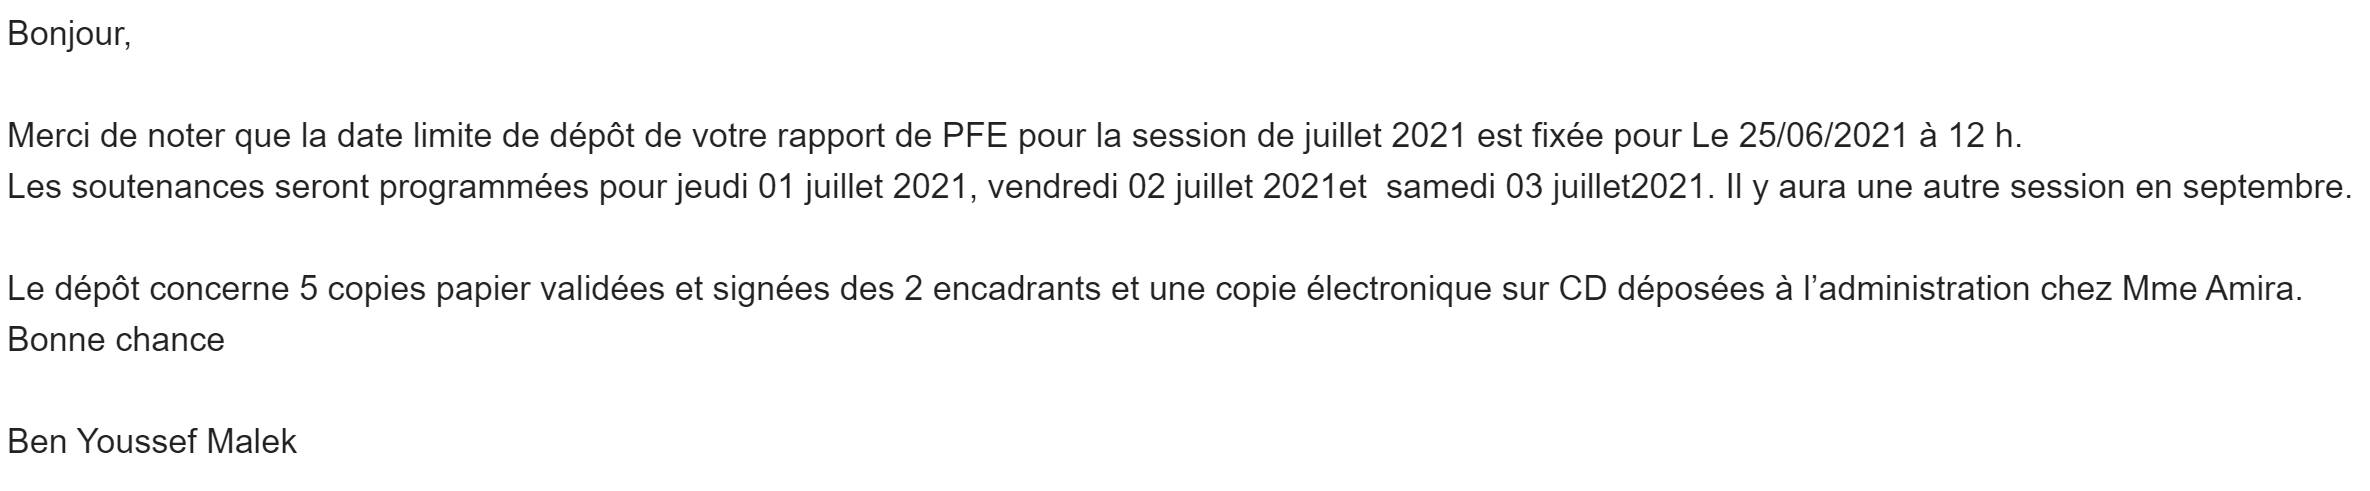 Bonjour,
Merci de noter que la date limite de dépôt de votre rapport de PFE pour la session de juillet 2021 est fixée pour Le 25/06/2021 à 12 h.
Les soutenances seront programmées pour jeudi 01 juillet 2021, vendredi 02 juillet 2021et  samedi 03 juillet2021. Il y aura une autre session en septembre.
Le dépôt concerne 5 copies papier validées et signées des 2 encadrants et une copie électronique sur CD déposées à l’administration chez Mme Amira.
Bonne chance
Ben Youssef Malek